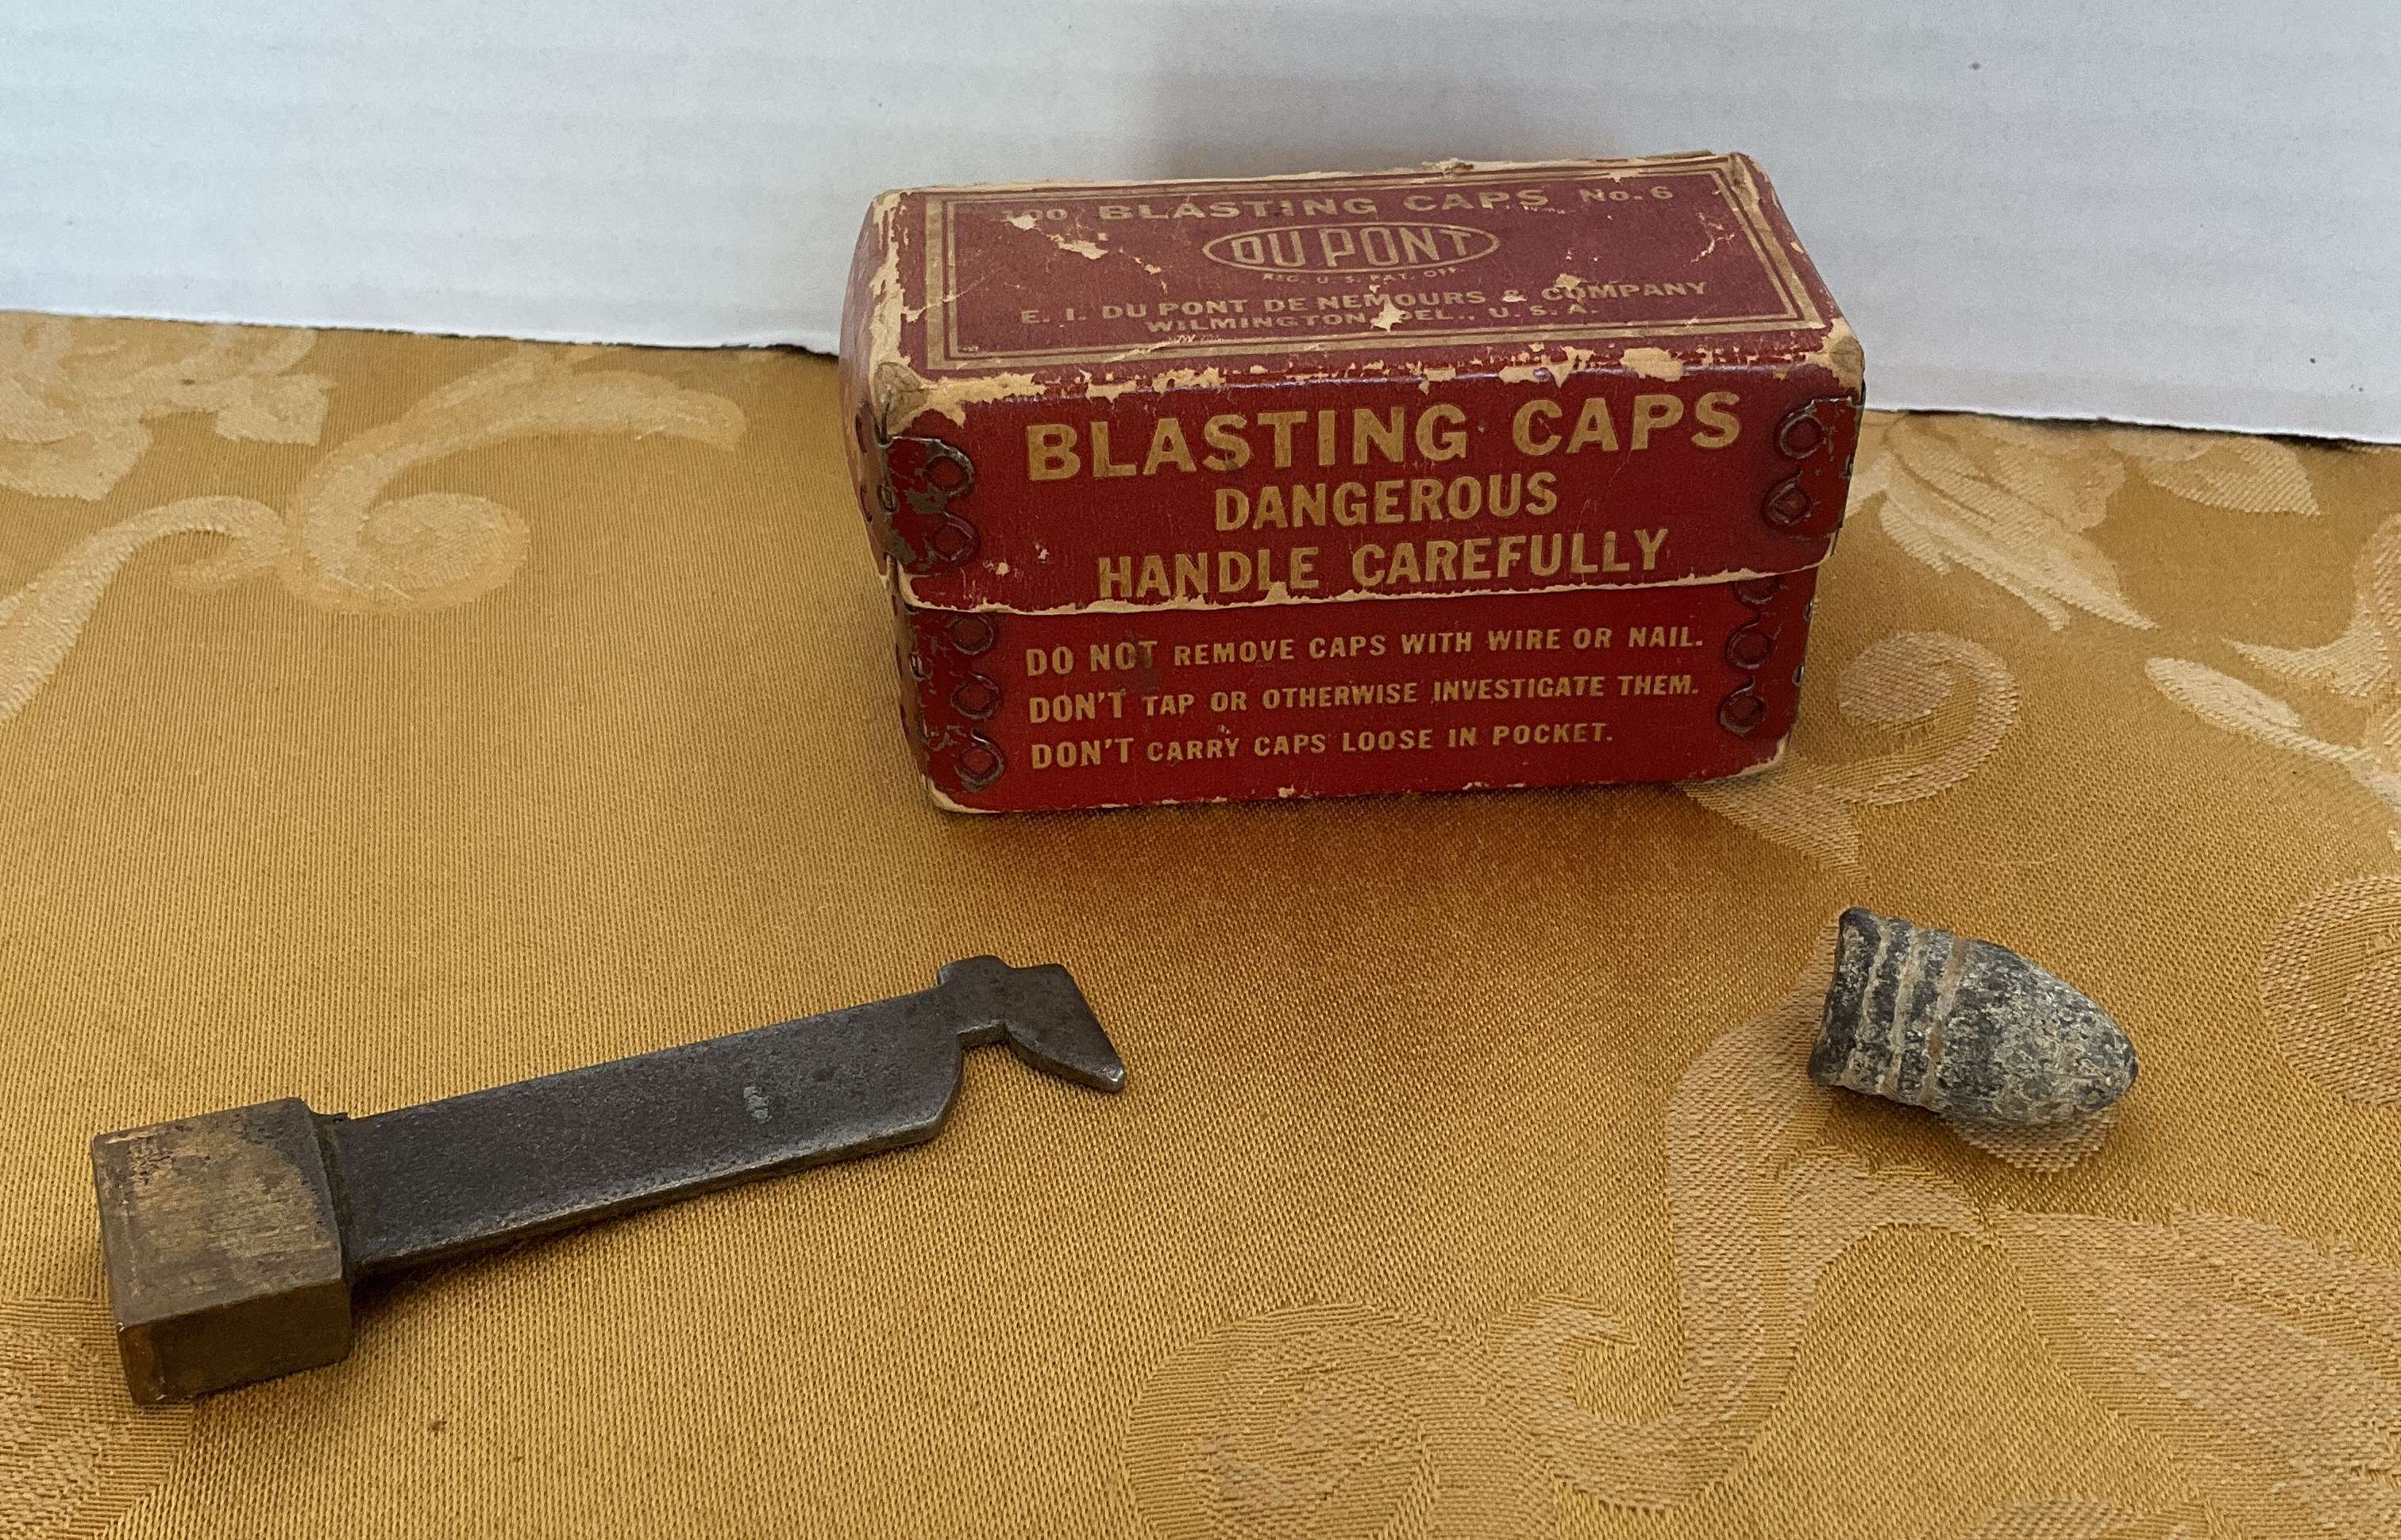 100 BLASTING CAPS No. 6
DU PONT
REG. U. S. PAT. OFF.
E. I. DU PONT DE NEMOURS & COMPANY
WILMINGTON, DEL., U. S. A.
BLASTING CAPS
DANGEROUS
HANDLE CAREFULLY
DO NOT REMOVE CAPS WITH WIRE OR NAIL.
DON'T TAP OR OTHERWISE INVESTIGATE THEM.
DON'T CARRY CAPS LOOSE IN POCKET.